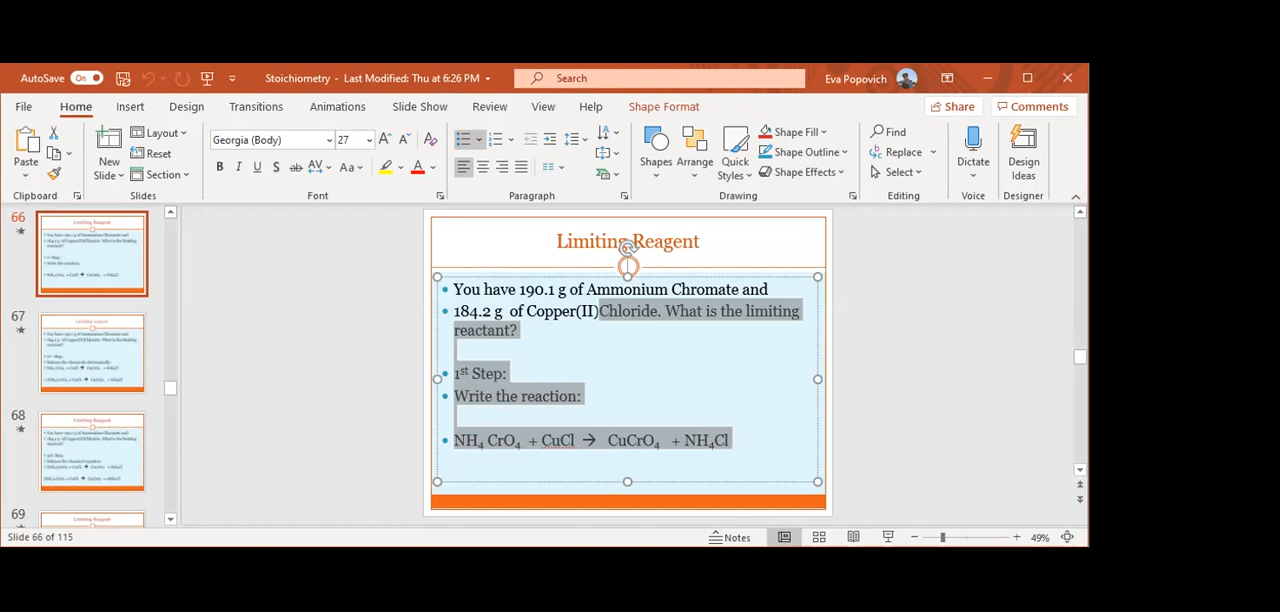 AutoSave On Stoichiometry - Last Modified: Thu at 6:26 PM Search Eva Popovich
File Home Insert Design Transitions Animations Slide Show Review View Help Shape Format Share Comments
Paste New Slide Layout Reset Section Georgia (Body) 27 Shapes Arrange Quick Styles Shape Fill Shape Outline Shape Effects Find Replace Select Dictate Design Ideas
B I U S ab AV Aa A
Clipboard Slides Font Paragraph Drawing Editing Voice Designer
66
67
68
69
Limiting Reagent
• You have 190.1 g of Ammonium Chromate and
• 184.2 g of Copper(II)Chloride. What is the limiting
reactant?
• 1st Step:
• Write the reaction:
• NH₄ CrO₄ + CuCl → CuCrO₄ + NH₄Cl
Slide 66 of 115 Notes 49%